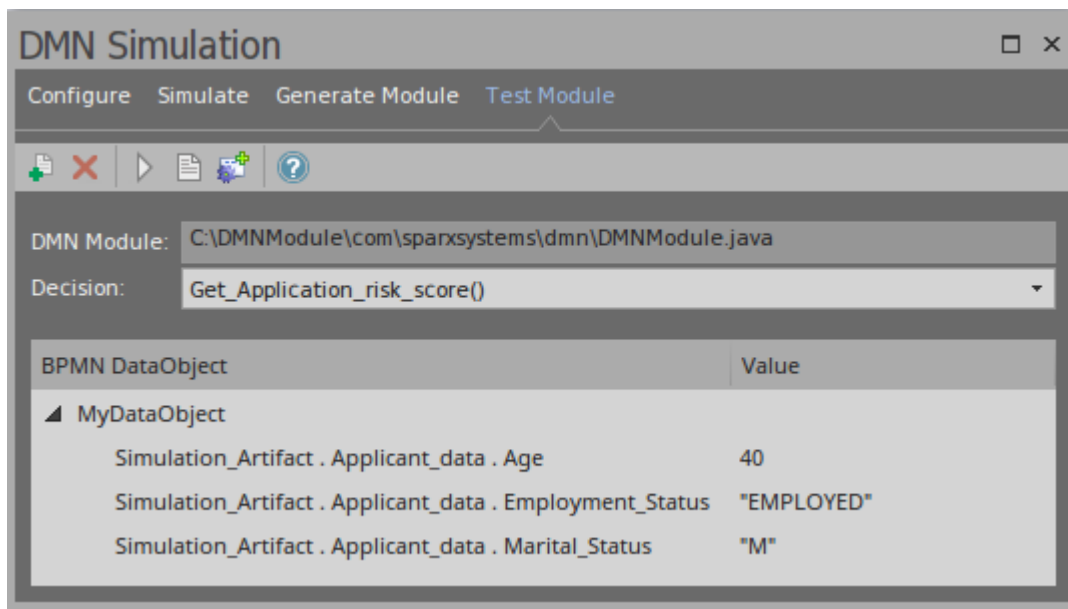 DMN Simulation
Configure Simulate Generate Module Test Module
DMN Module: C:\DMNModule\com\sparxsystems\dmn\DMNModule.java
Decision: Get_Application_risk_score()
BPMN DataObject Value
MyDataObject
Simulation_Artifact . Applicant_data . Age 40
Simulation_Artifact . Applicant_data . Employment_Status "EMPLOYED"
Simulation_Artifact . Applicant_data . Marital_Status "M"